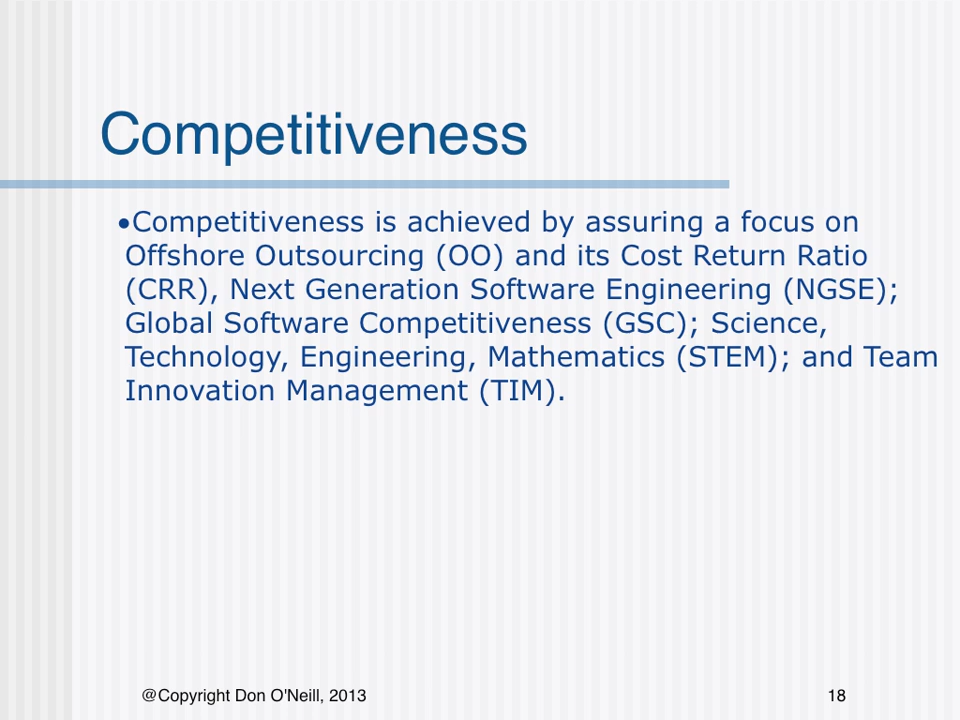 Competitiveness
•Competitiveness is achieved by assuring a focus on
Offshore Outsourcing (OO) and its Cost Return Ratio
(CRR), Next Generation Software Engineering (NGSE);
Global Software Competitiveness (GSC); Science,
Technology, Engineering, Mathematics (STEM); and Team
Innovation Management (TIM).
@Copyright Don O'Neill, 2013
18